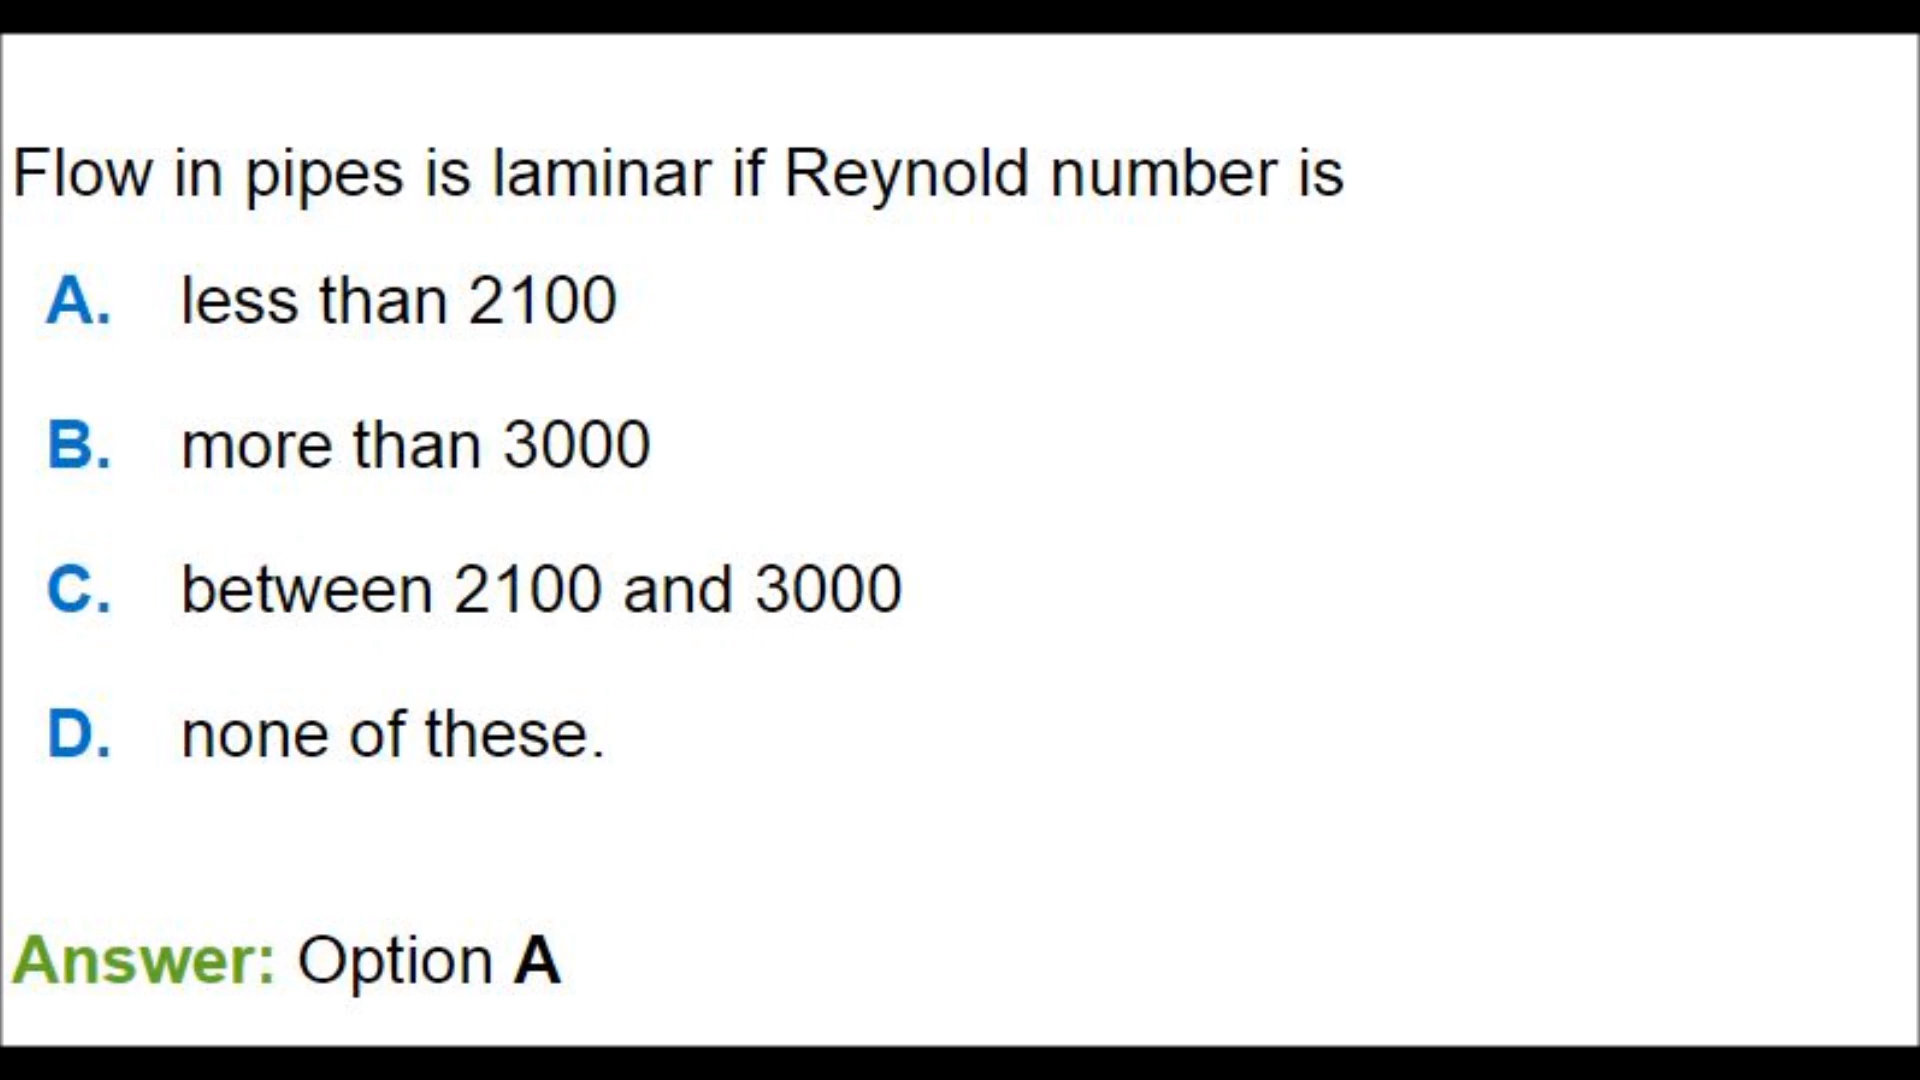 Flow in pipes is laminar if Reynold number is
A. less than 2100
B. more than 3000
C. between 2100 and 3000
D. none of these.
Answer: Option A